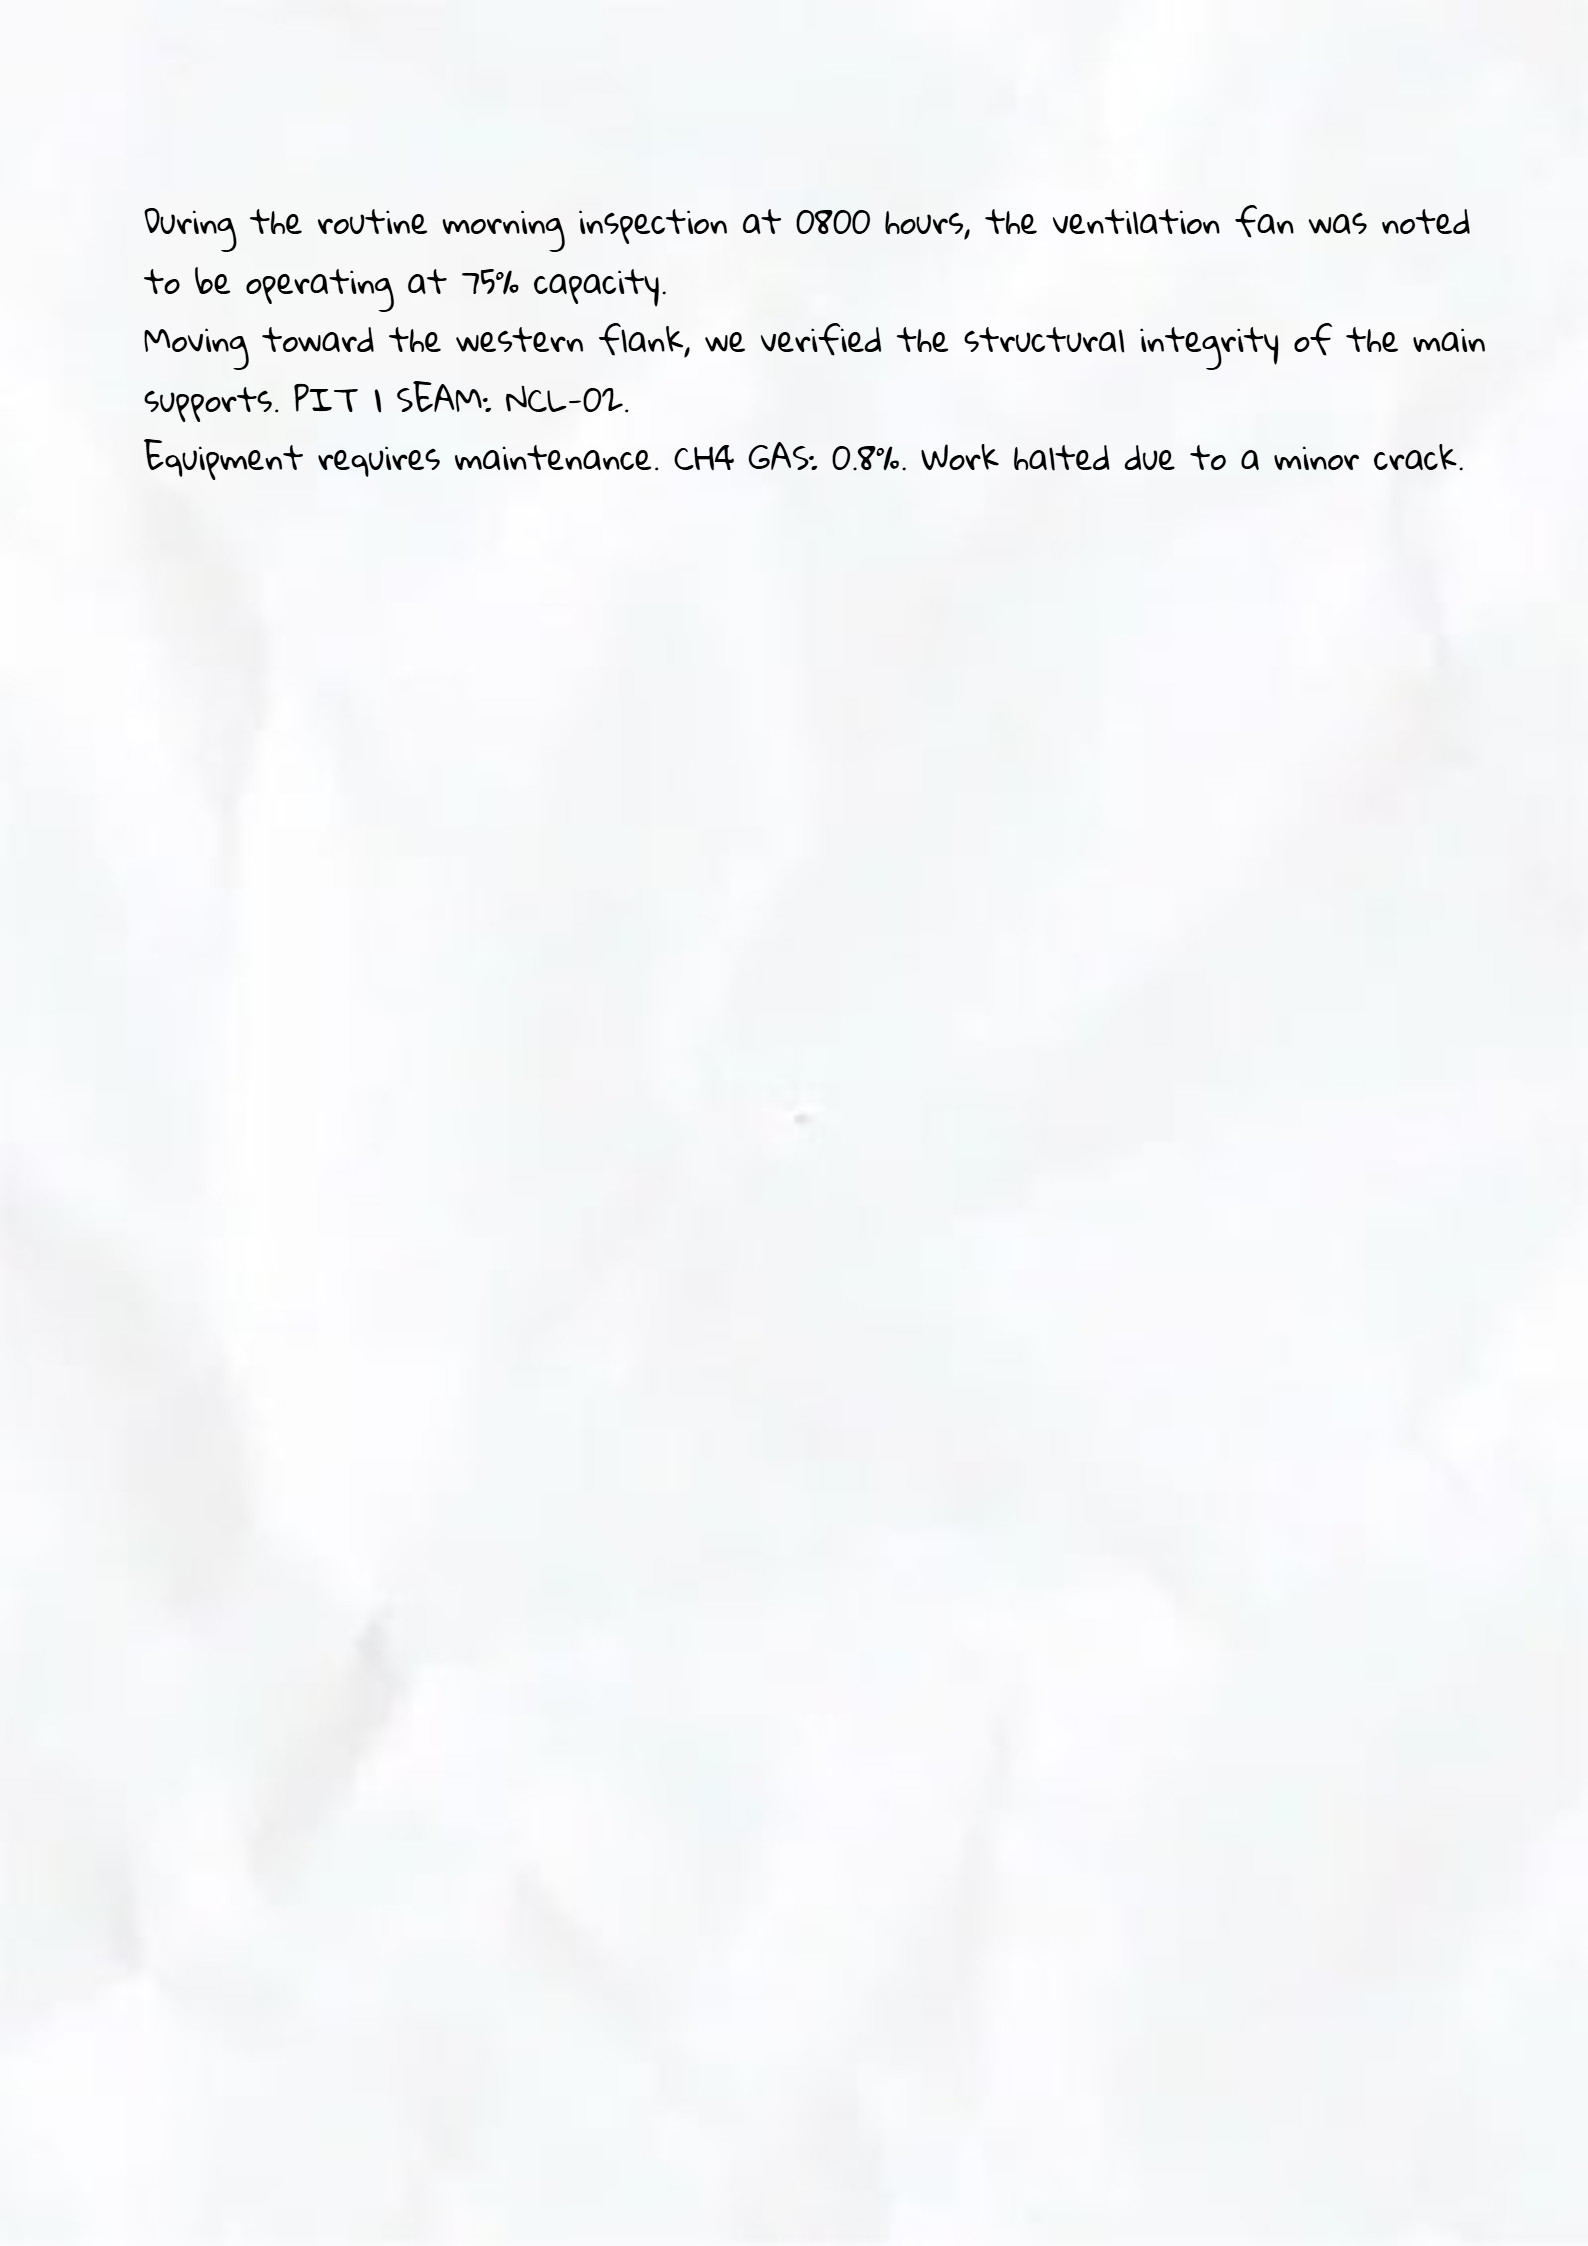 During the routine morning inspection at 0800 hours, the ventilation fan was noted
to be operating at 75% capacity.
Moving toward the western flank, we verified the structural integrity of the main
supports. PIT 1 SEAM: NCL-02.
Equipment requires maintenance. CH4 GAS: 0.8%. Work halted due to a minor crack.